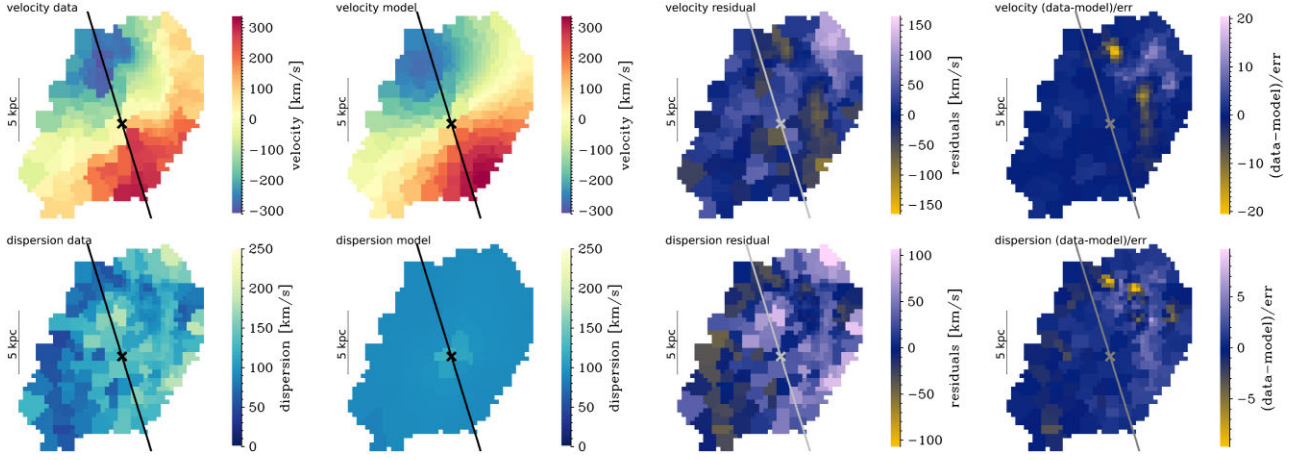 velocity data
300
200
100
0
−100
−200
−300
velocity [km/s]
5 kpc
velocity model
300
200
100
0
−100
−200
−300
velocity [km/s]
5 kpc
velocity residual
150
100
50
0
−50
−100
−150
residuals [km/s]
5 kpc
velocity (data-model)/err
20
10
0
−10
−20
(data−model)/err
5 kpc
dispersion data
250
200
150
100
50
0
dispersion [km/s]
5 kpc
dispersion model
250
200
150
100
50
0
dispersion [km/s]
5 kpc
dispersion residual
100
50
0
−50
−100
residuals [km/s]
5 kpc
dispersion (data-model)/err
5
0
−5
(data−model)/err
5 kpc